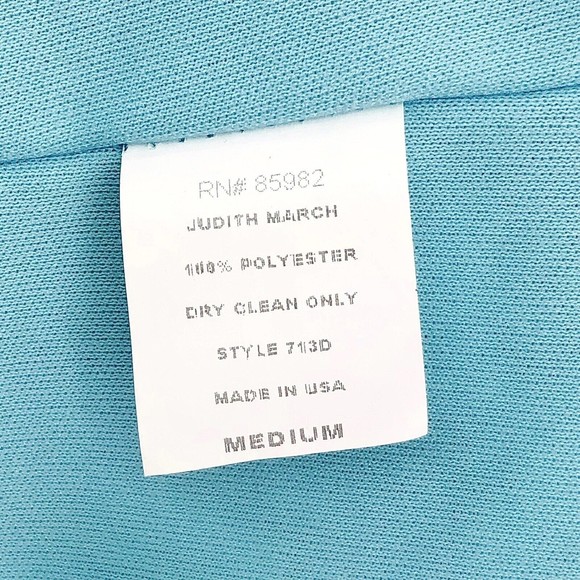 RN# 85982
JUDITH MARCH
100% POLYESTER
DRY CLEAN ONLY
STYLE 713D
MADE IN USA
MEDIUM